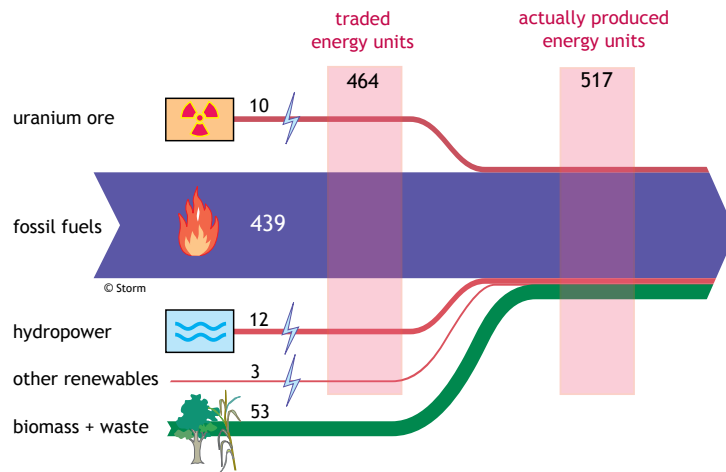 traded
energy units
actually produced
energy units
464
517
uranium ore
10
fossil fuels
439
© Storm
hydropower
12
other renewables
3
biomass + waste
53